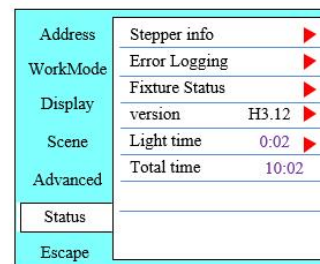 Address
WorkMode
Display
Scene
Advanced
Status
Escape
Stepper info
Error Logging
Fixture Status
version H3.12
Light time 0:02
Total time 10:02